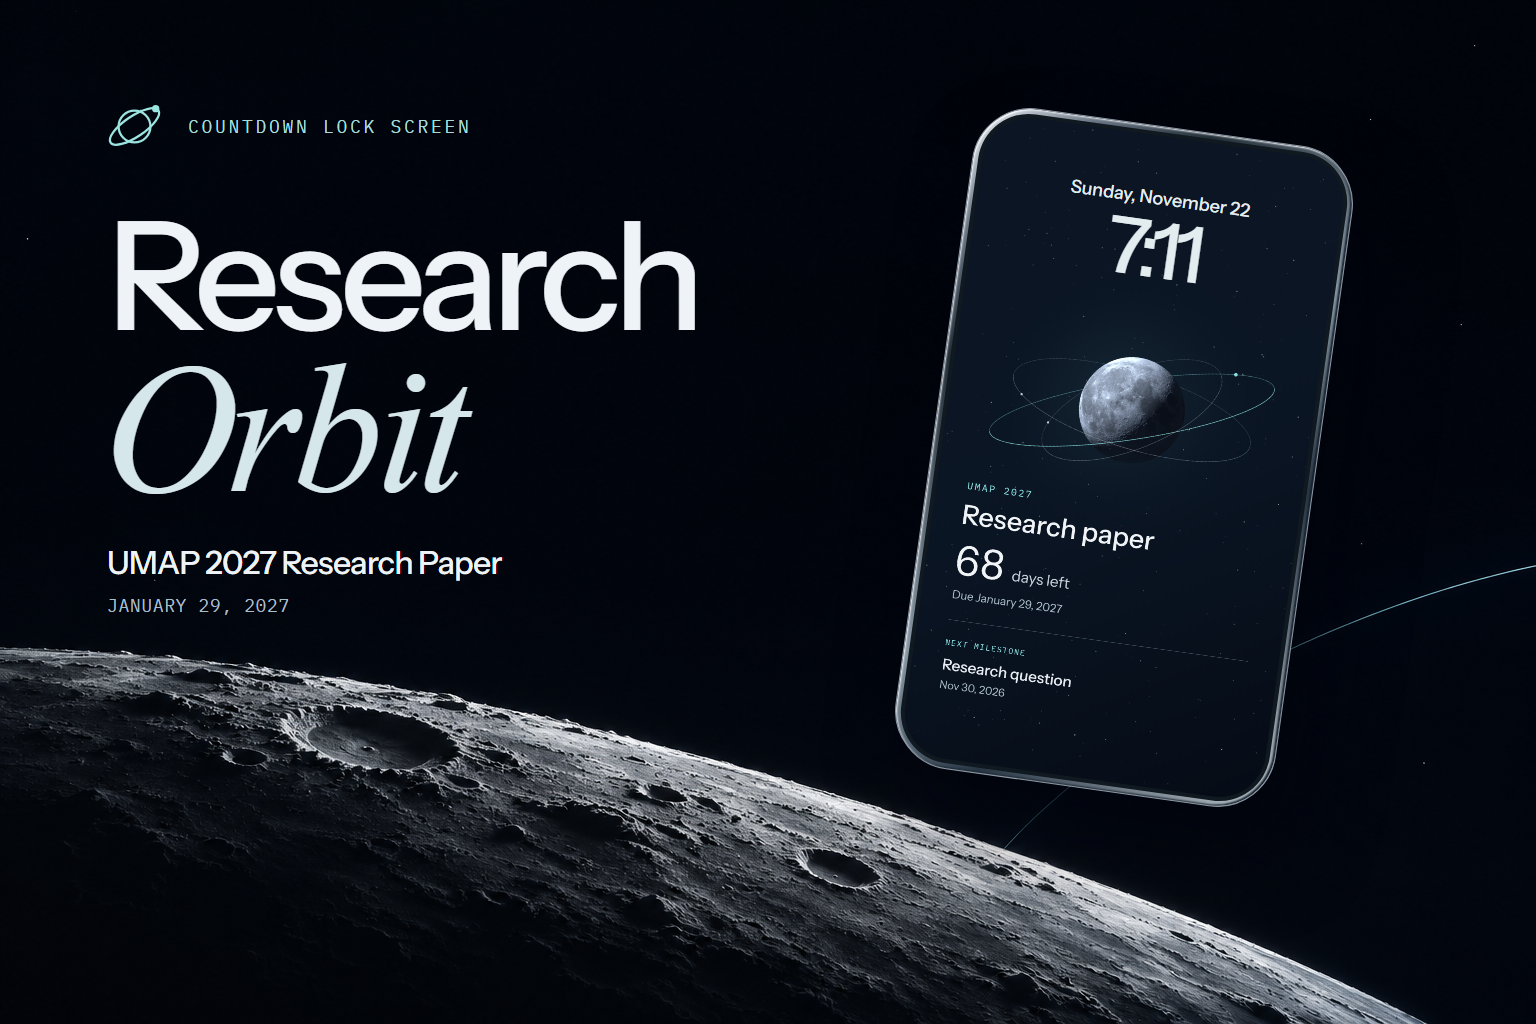 COUNTDOWN LOCK SCREEN
Research
Orbit
UMAP 2027 Research Paper
JANUARY 29, 2027
Sunday, November 22
7:11
UMAP 2027
Research paper
68 days left
Due January 29, 2027
NEXT MILESTONE
Research question
Nov 30, 2026